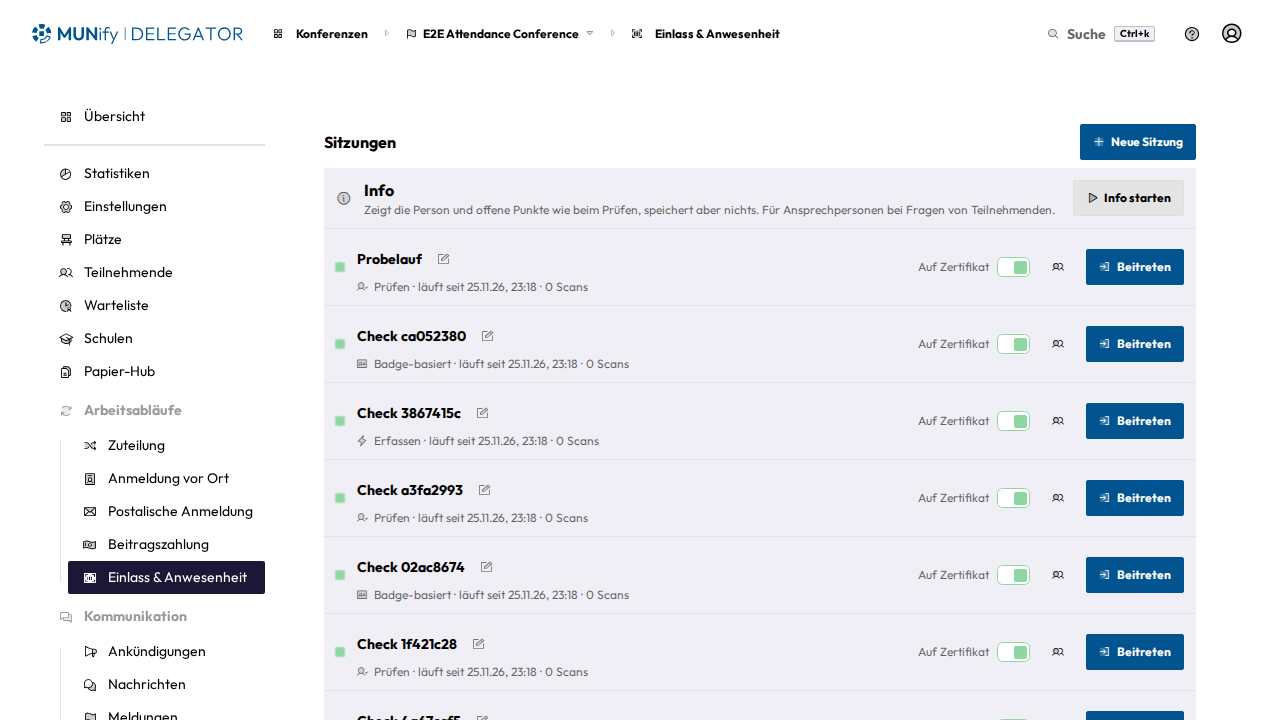 MUNify | DELEGATOR
Konferenzen
E2E Attendance Conference
Einlass & Anwesenheit
Suche
Ctrl+k
Übersicht
Statistiken
Einstellungen
Plätze
Teilnehmende
Warteliste
Schulen
Papier-Hub
Arbeitsabläufe
Zuteilung
Anmeldung vor Ort
Postalische Anmeldung
Beitragszahlung
Einlass & Anwesenheit
Kommunikation
Ankündigungen
Nachrichten
Meldungen
Sitzungen
Neue Sitzung
Info
Zeigt die Person und offene Punkte wie beim Prüfen, speichert aber nichts. Für Ansprechpersonen bei Fragen von Teilnehmenden.
Info starten
Probelauf
Prüfen · läuft seit 25.11.26, 23:18 · 0 Scans
Auf Zertifikat
Beitreten
Check ca052380
Badge-basiert · läuft seit 25.11.26, 23:18 · 0 Scans
Auf Zertifikat
Beitreten
Check 3867415c
Erfassen · läuft seit 25.11.26, 23:18 · 0 Scans
Auf Zertifikat
Beitreten
Check a3fa2993
Prüfen · läuft seit 25.11.26, 23:18 · 0 Scans
Auf Zertifikat
Beitreten
Check 02ac8674
Badge-basiert · läuft seit 25.11.26, 23:18 · 0 Scans
Auf Zertifikat
Beitreten
Check 1f421c28
Prüfen · läuft seit 25.11.26, 23:18 · 0 Scans
Auf Zertifikat
Beitreten
Check